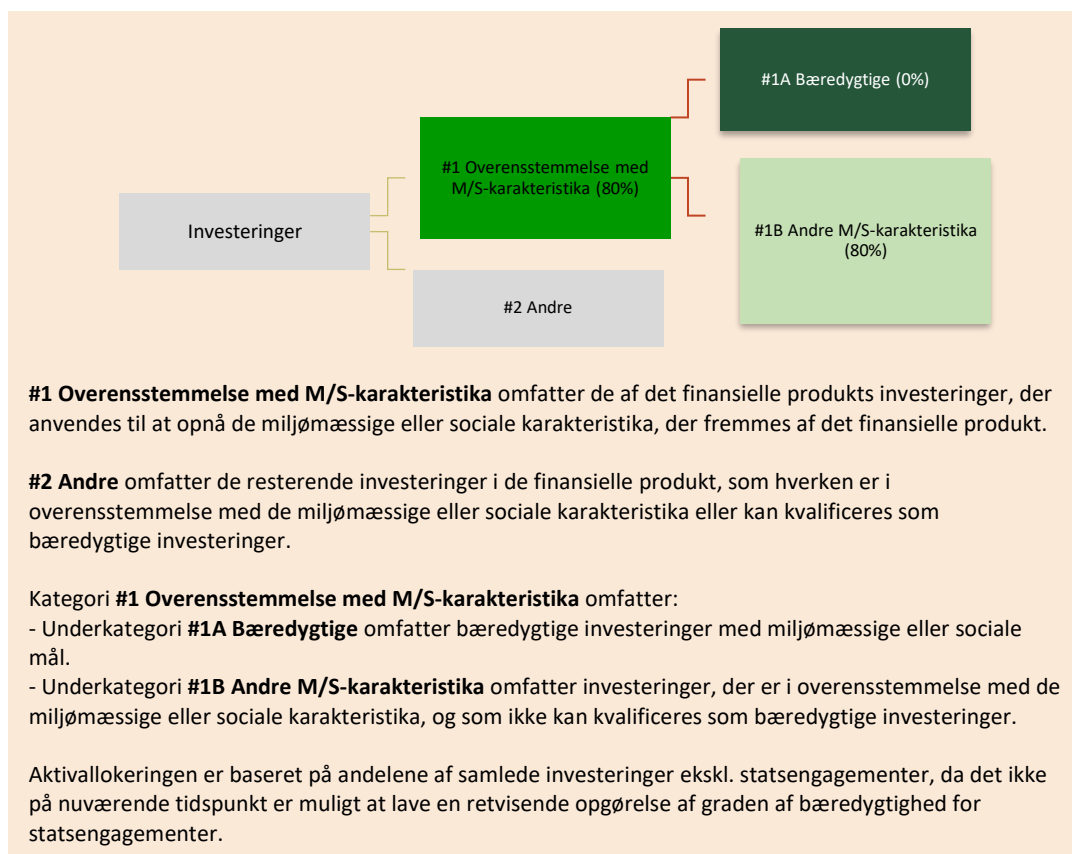 #1A Bæredygtige (0%)
#1 Overensstemmelse med
M/S-karakteristika (80%)
Investeringer
#1B Andre M/S-karakteristika
(80%)
#2 Andre
#1 Overensstemmelse med M/S-karakteristika omfatter de af det finansielle produkts investeringer, der
anvendes til at opnå de miljømæssige eller sociale karakteristika, der fremmes af det finansielle produkt.
#2 Andre omfatter de resterende investeringer i de finansielle produkt, som hverken er i
overensstemmelse med de miljømæssige eller sociale karakteristika eller kan kvalificeres som
bæredygtige investeringer.
Kategori #1 Overensstemmelse med M/S-karakteristika omfatter:
- Underkategori #1A Bæredygtige omfatter bæredygtige investeringer med miljømæssige eller sociale
mål.
- Underkategori #1B Andre M/S-karakteristika omfatter investeringer, der er i overensstemmelse med de
miljømæssige eller sociale karakteristika, og som ikke kan kvalificeres som bæredygtige investeringer.
Aktivallokeringen er baseret på andelene af samlede investeringer ekskl. statsengagementer, da det ikke
på nuværende tidspunkt er muligt at lave en retvisende opgørelse af graden af bæredygtighed for
statsengagementer.